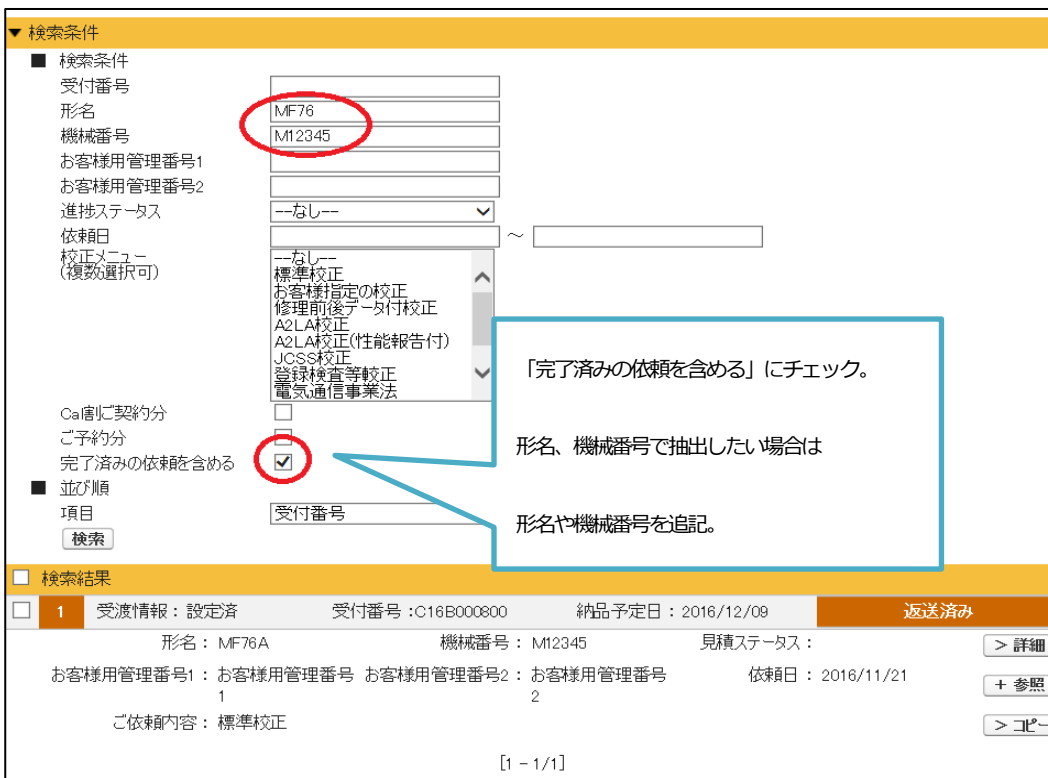 ▼ 検索条件
■ 検索条件
受付番号
形名 MF76
機械番号 M12345
お客様用管理番号1
お客様用管理番号2
進捗ステータス --なし--
依頼日 ～
校正メニュー
(複数選択可)
--なし--
標準校正
お客様指定の校正
修理前後データ付校正
A2LA校正
A2LA校正(性能報告付)
JCSS校正
登録検査等較正
電気通信事業法
Cal割ご契約分
ご予約分
完了済みの依頼を含める
■ 並び順
項目 受付番号
検索
「完了済みの依頼を含める」にチェック。
形名、機械番号で抽出したい場合は
形名や機械番号を追記。
検索結果
1 受渡情報：設定済 受付番号：C16B000800 納品予定日：2016/12/09 返送済み
形名： MF76A 機械番号： M12345 見積ステータス： ＞詳細
お客様用管理番号1： お客様用管理番号 お客様用管理番号2： お客様用管理番号 依頼日： 2016/11/21
1 2 ＋参照
ご依頼内容： 標準校正 ＞コピー
[1 - 1/1]